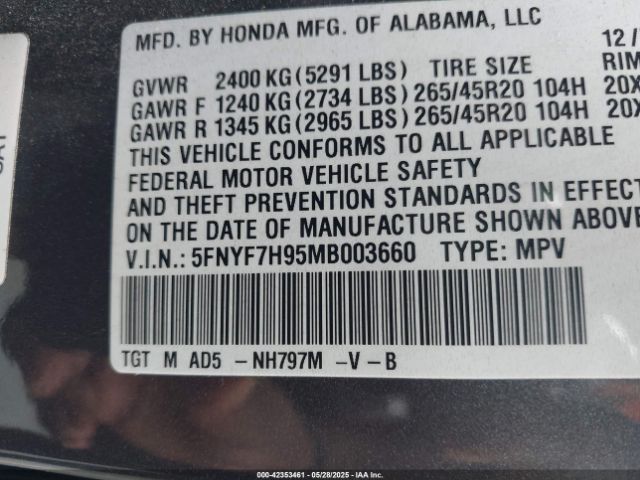 MFD. BY HONDA MFG. OF ALABAMA, LLC 12/
GVWR 2400 KG (5291 LBS) TIRE SIZE RIM
GAWR F 1240 KG (2734 LBS) 265/45R20 104H 20X
GAWR R 1345 KG (2965 LBS) 265/45R20 104H 20X
THIS VEHICLE CONFORMS TO ALL APPLICABLE
FEDERAL MOTOR VEHICLE SAFETY
AND THEFT PREVENTION STANDARDS IN EFFECT
ON THE DATE OF MANUFACTURE SHOWN ABOVE
V.I.N.: 5FNYF7H95MB003660 TYPE: MPV
TGT M AD5 - NH797M - V - B
000-42353461 - 05/28/2025 - IAA Inc.